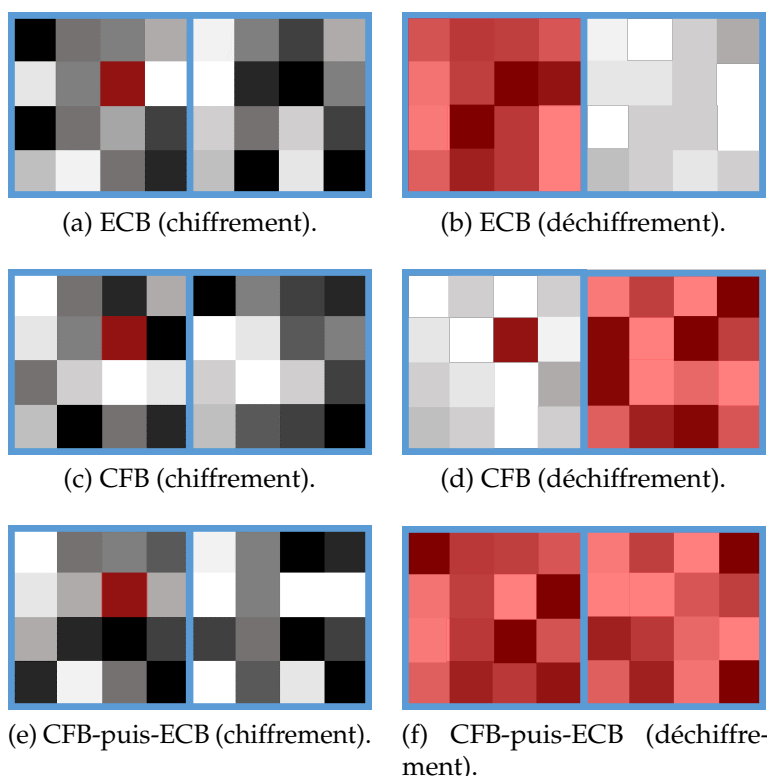 (a) ECB (chiffrement).
(b) ECB (déchiffrement).
(c) CFB (chiffrement).
(d) CFB (déchiffrement).
(e) CFB-puis-ECB (chiffrement).
(f) CFB-puis-ECB (déchiffre-
ment).